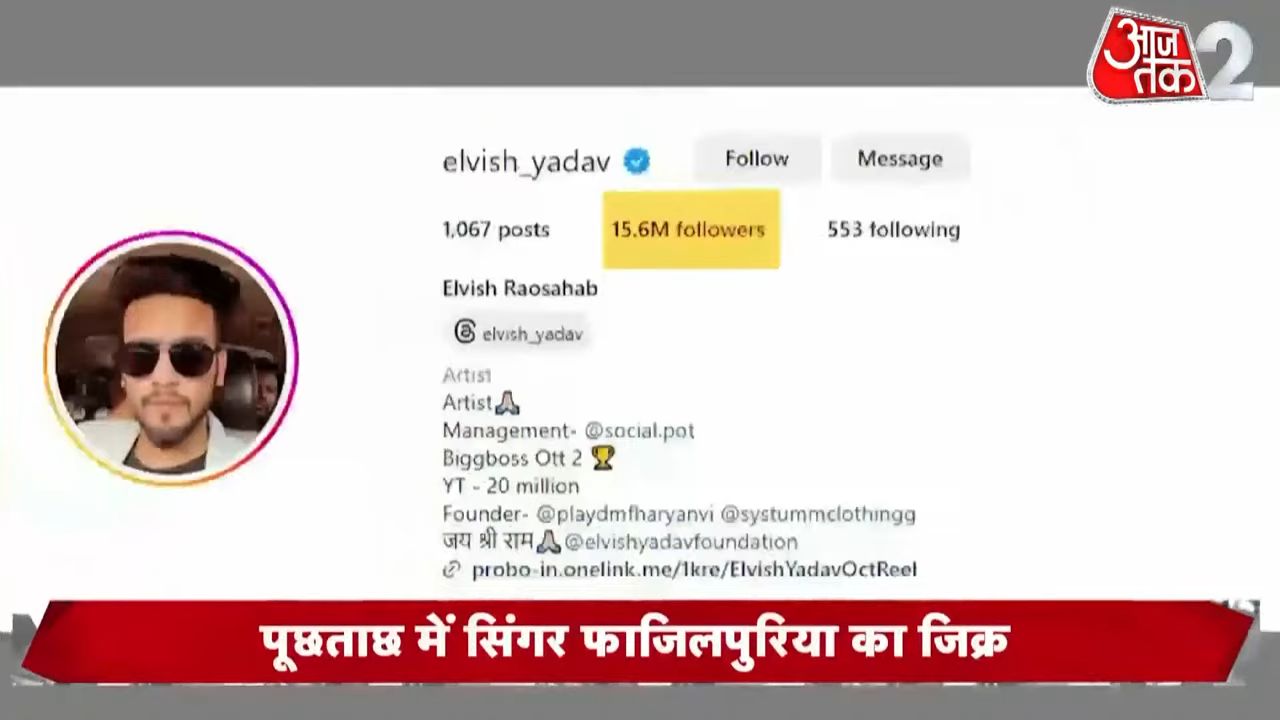 आज तक 2
elvish_yadav Follow Message
1,067 posts 15.6M followers 553 following
Elvish Raosahab
elvish_yadav
Artist
Artist🙏
Management- @social.pot
Biggboss Ott 2 🏆
YT - 20 million
Founder- @playdmfharyanvi @systummclothingg
जय श्री राम🙏@elvishyadavfoundation
probo-in.onelink.me/1kre/ElvishYadavOctReel
पूछताछ में सिंगर फाजिलपुरिया का जिक्र